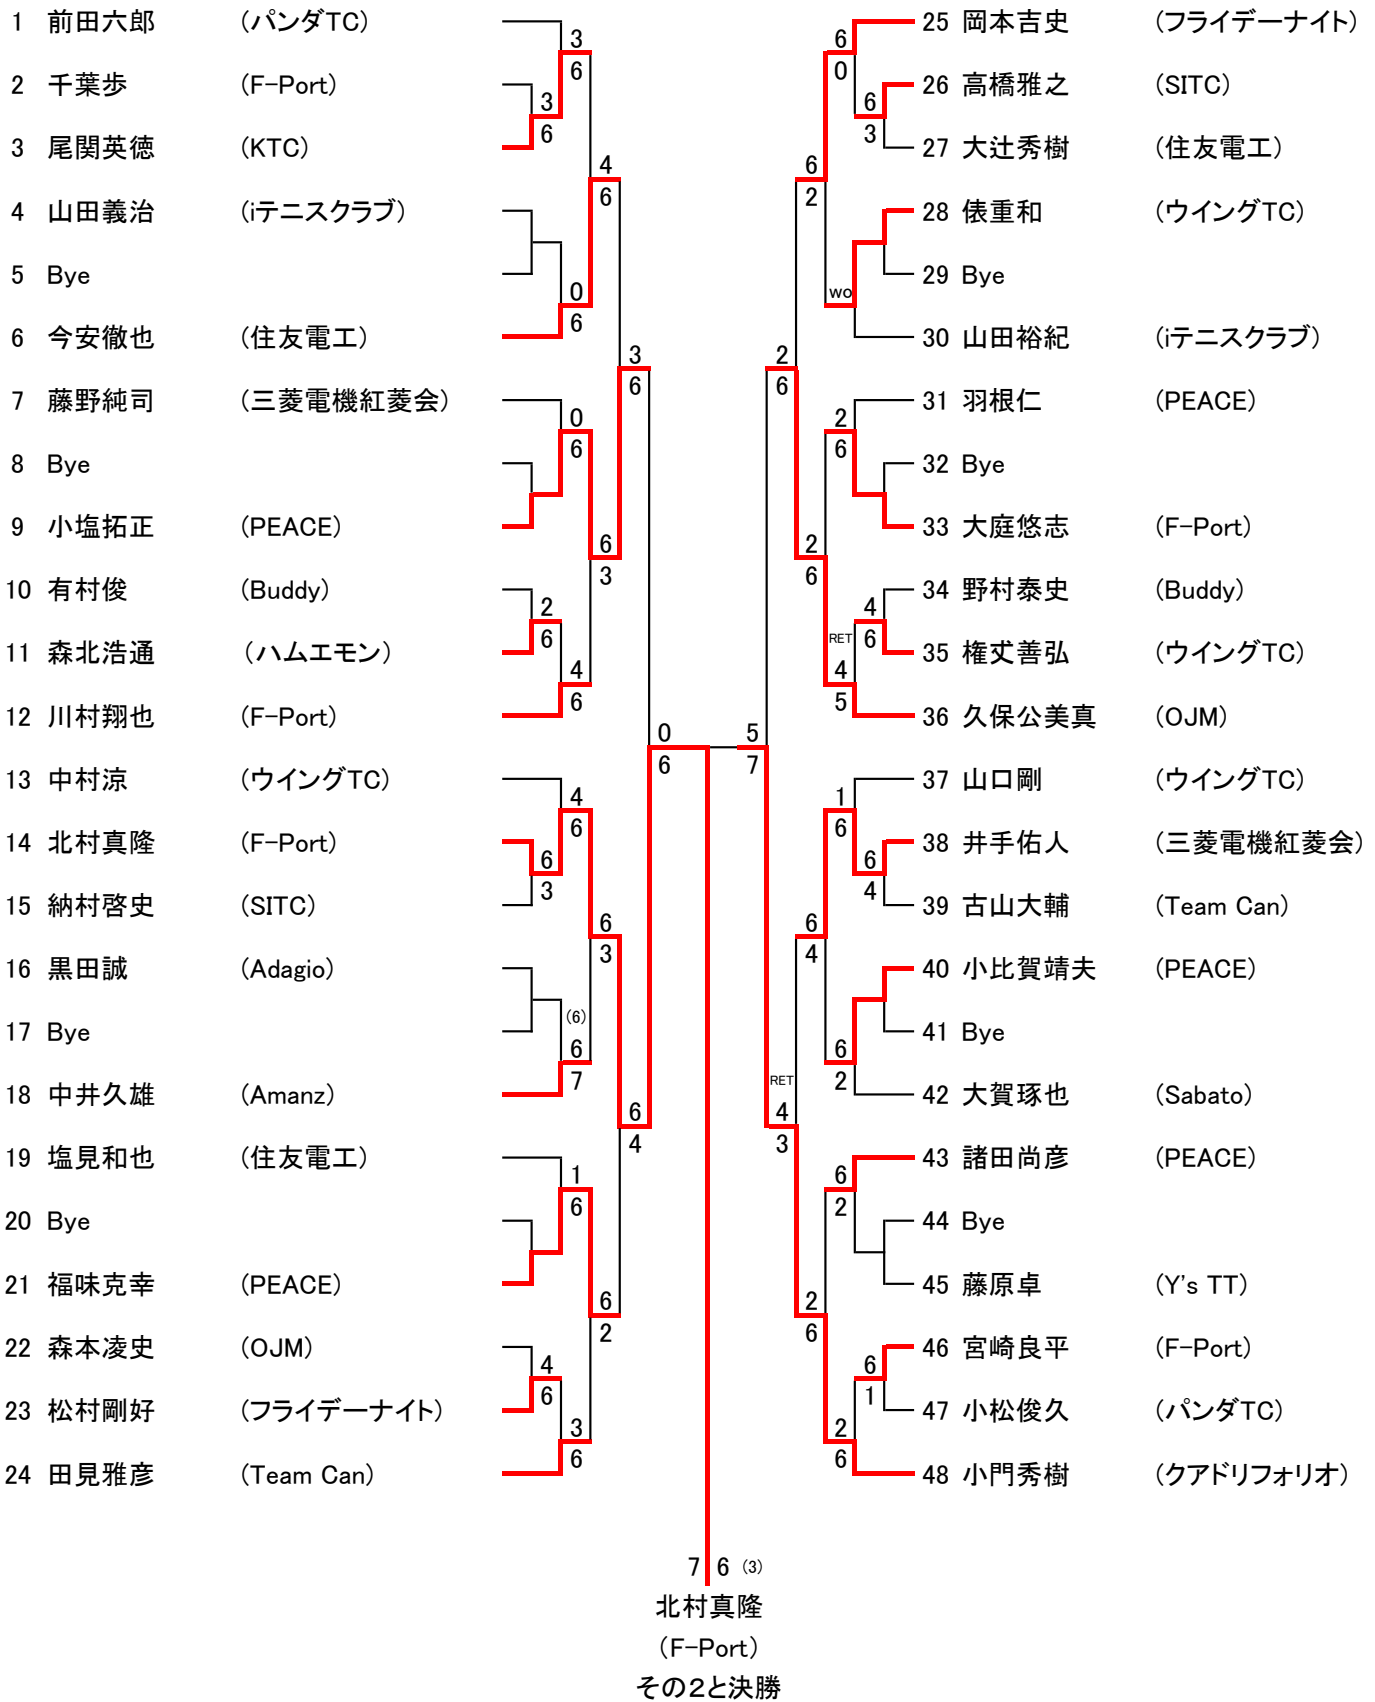 1 前田六郎 (パンダTC)
3
6
2 千葉歩 (F-Port)
3
6
3 尾関英徳 (KTC)
4
6
4 山田義治 (iテニスクラブ)
5 Bye
0
6
6 今安徹也 (住友電工)
3
6
7 藤野純司 (三菱電機紅菱会)
0
6
8 Bye
9 小塩拓正 (PEACE)
6
3
10 有村俊 (Buddy)
2
6
11 森北浩通 (ハムエモン)
4
6
12 川村翔也 (F-Port)
0
6
13 中村涼 (ウイングTC)
4
6
14 北村真隆 (F-Port)
6
3
15 納村啓史 (SITC)
6
3
16 黒田誠 (Adagio)
17 Bye
(6)
6
7
18 中井久雄 (Amanz)
6
4
19 塩見和也 (住友電工)
1
6
20 Bye
21 福味克幸 (PEACE)
6
2
22 森本凌史 (OJM)
4
6
23 松村剛好 (フライデーナイト)
3
6
24 田見雅彦 (Team Can)
25 岡本吉史 (フライデーナイト)
6
0
26 高橋雅之 (SITC)
6
3
27 大辻秀樹 (住友電工)
6
2
28 俵重和 (ウイングTC)
29 Bye
WO
30 山田裕紀 (iテニスクラブ)
2
6
31 羽根仁 (PEACE)
2
6
32 Bye
33 大庭悠志 (F-Port)
2
6
34 野村泰史 (Buddy)
4
6
35 権丈善弘 (ウイングTC)
RET
4
5
36 久保公美真 (OJM)
5
7
37 山口剛 (ウイングTC)
1
6
38 井手佑人 (三菱電機紅菱会)
6
4
39 古山大輔 (Team Can)
6
4
40 小比賀靖夫 (PEACE)
41 Bye
6
2
42 大賀琢也 (Sabato)
RET
4
3
43 諸田尚彦 (PEACE)
6
2
44 Bye
45 藤原卓 (Y's TT)
2
6
46 宮崎良平 (F-Port)
6
1
47 小松俊久 (パンダTC)
2
6
48 小門秀樹 (クアドリフォリオ)
7 6 (3)
北村真隆
(F-Port)
その2と決勝